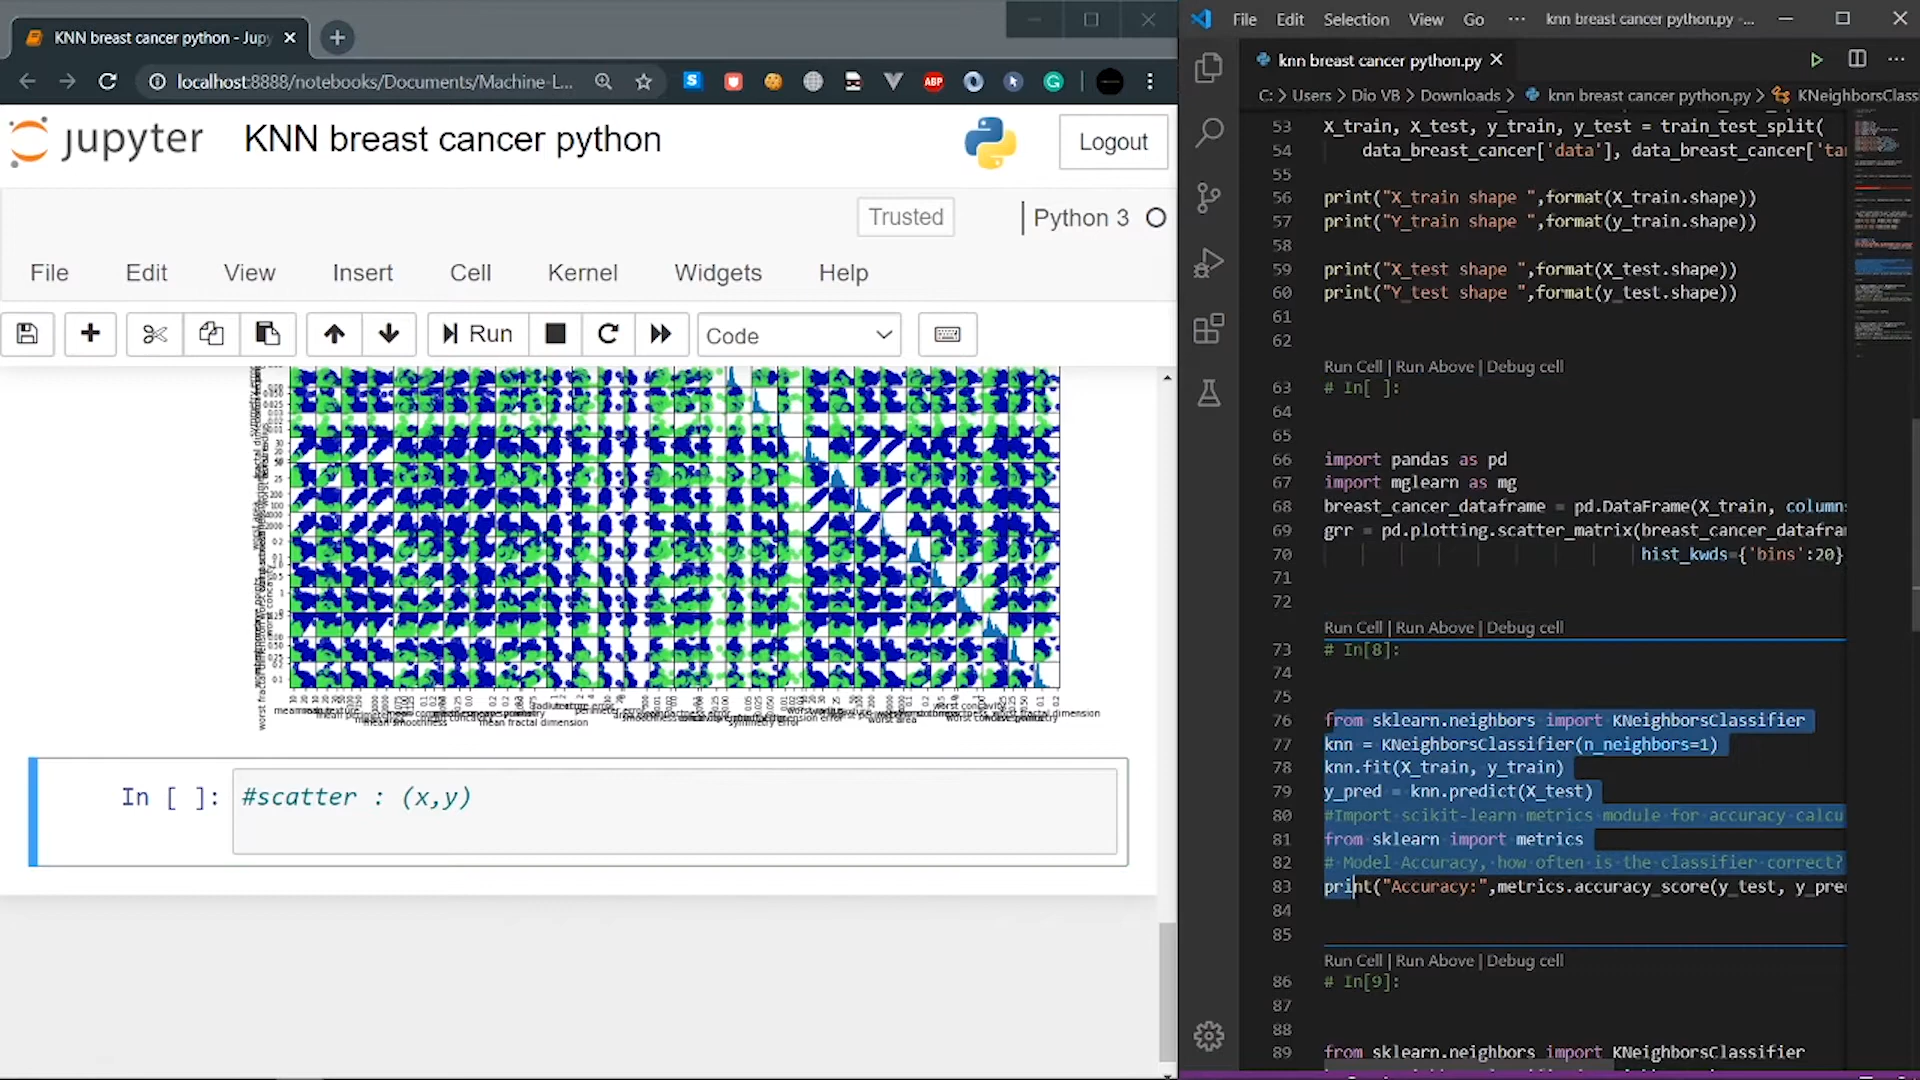 KNN breast cancer python - Jupy
localhost:8888/notebooks/Documents/Machine-L...
jupyter KNN breast cancer python
Logout
Trusted
Python 3
File Edit View Insert Cell Kernel Widgets Help
Run
Code
mean fractal dimension
symmetry error
worst area
In [ ]: #scatter : (x,y)
File Edit Selection View Go ··· knn breast cancer python.py - ...
knn breast cancer python.py
C: > Users > Dio VB > Downloads > knn breast cancer python.py > KNeighborsClass
53 X_train, X_test, y_train, y_test = train_test_split(
54 data_breast_cancer['data'], data_breast_cancer['ta
55
56 print("X_train shape ",format(X_train.shape))
57 print("Y_train shape ",format(y_train.shape))
58
59 print("X_test shape ",format(X_test.shape))
60 print("Y_test shape ",format(y_test.shape))
61
62
Run Cell | Run Above | Debug cell
63 # In[ ]:
64
65
66 import pandas as pd
67 import mglearn as mg
68 breast_cancer_dataframe = pd.DataFrame(X_train, column
69 grr = pd.plotting.scatter_matrix(breast_cancer_datafra
70 hist_kwds={'bins':20}
71
72
Run Cell | Run Above | Debug cell
73 # In[8]:
74
75
76 from sklearn.neighbors import KNeighborsClassifier
77 knn = KNeighborsClassifier(n_neighbors=1)
78 knn.fit(X_train, y_train)
79 y_pred = knn.predict(X_test)
80 #Import scikit-learn metrics module for accuracy calcu
81 from sklearn import metrics
82 # Model Accuracy, how often is the classifier correct?
83 print("Accuracy:",metrics.accuracy_score(y_test, y_pre
84
85
Run Cell | Run Above | Debug cell
86 # In[9]:
87
88
89 from sklearn.neighbors import KNeighborsClassifier